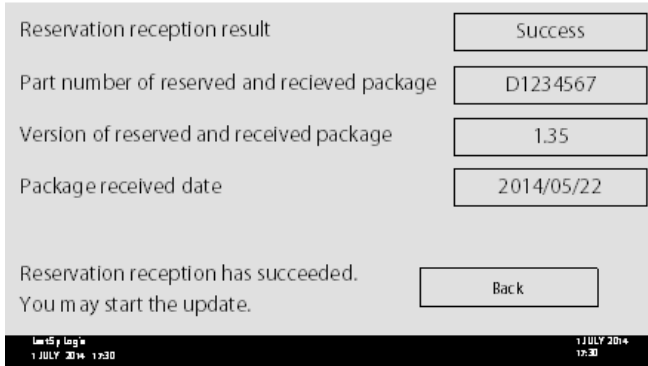 Reservation reception result
Success
Part number of reserved and recieved package
D1234567
Version of reserved and received package
1.35
Package received date
2014/05/22
Reservation reception has succeeded.
You may start the update.
Back
1 JULY 2014 17:30
1 JULY 2014
17:30